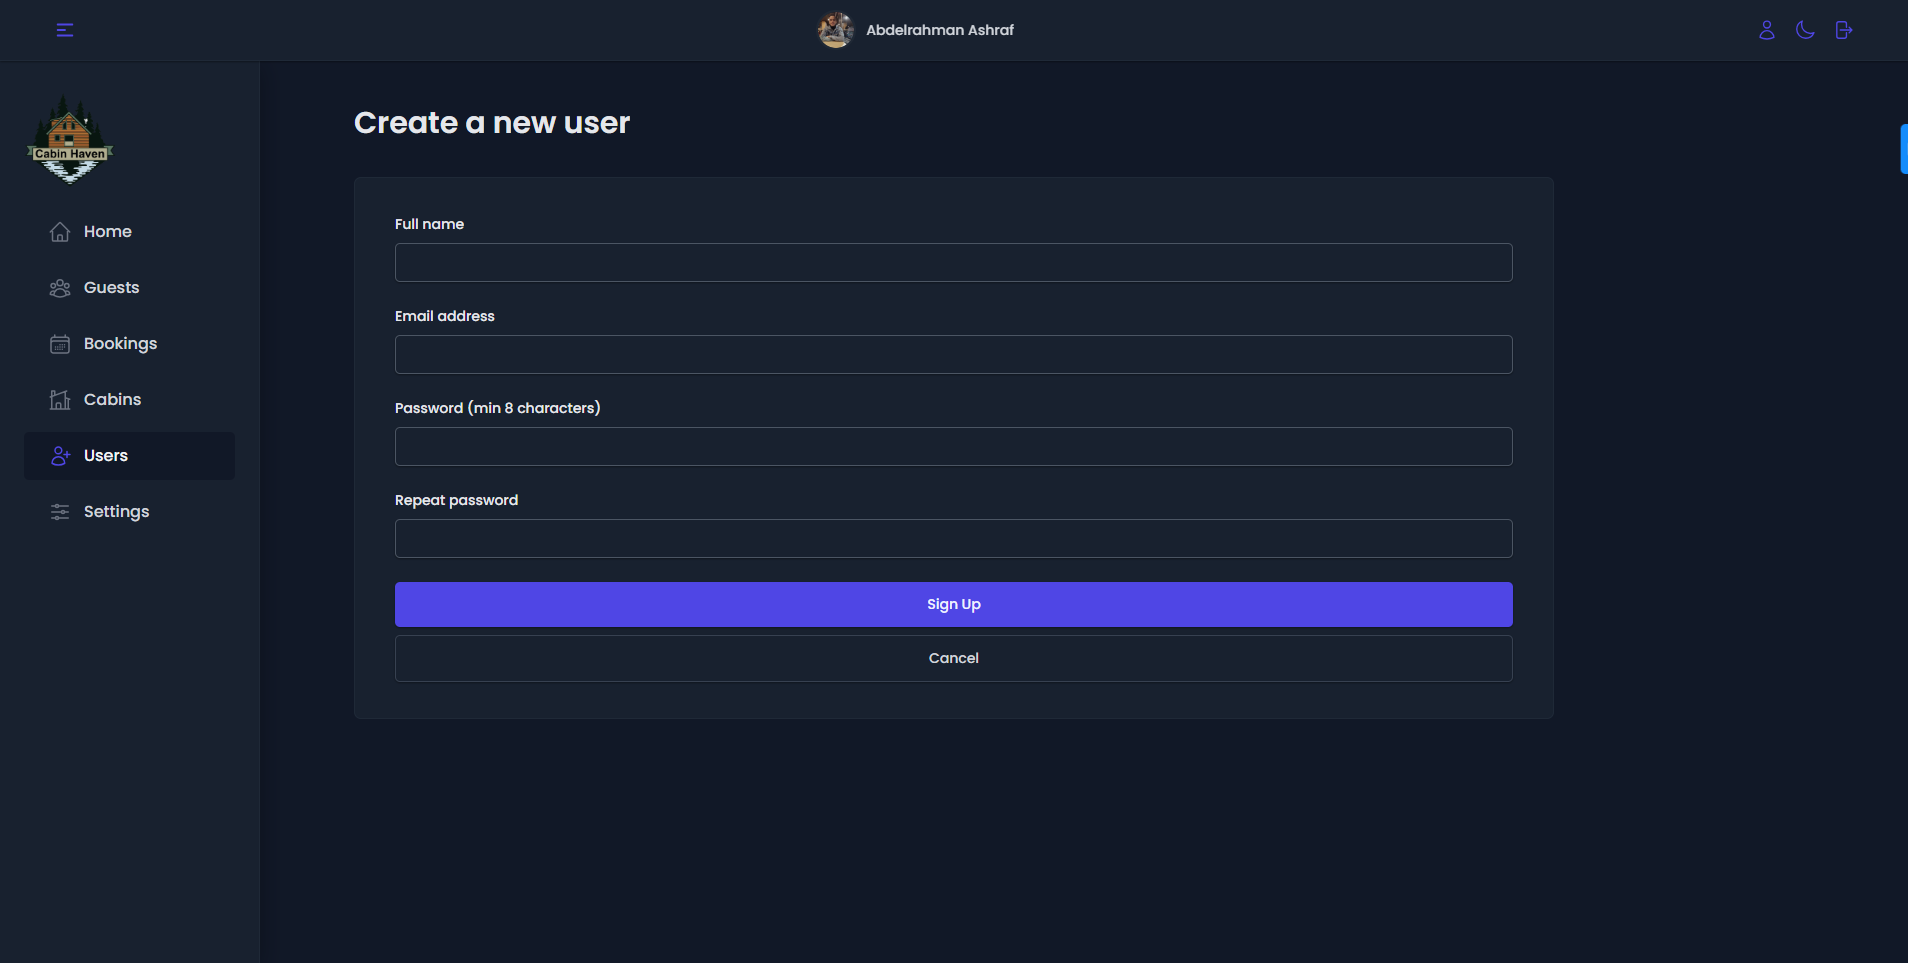 Abdelrahman Ashraf
Cabin Haven
Home
Guests
Bookings
Cabins
Users
Settings
Create a new user
Full name
Email address
Password (min 8 characters)
Repeat password
Sign Up
Cancel